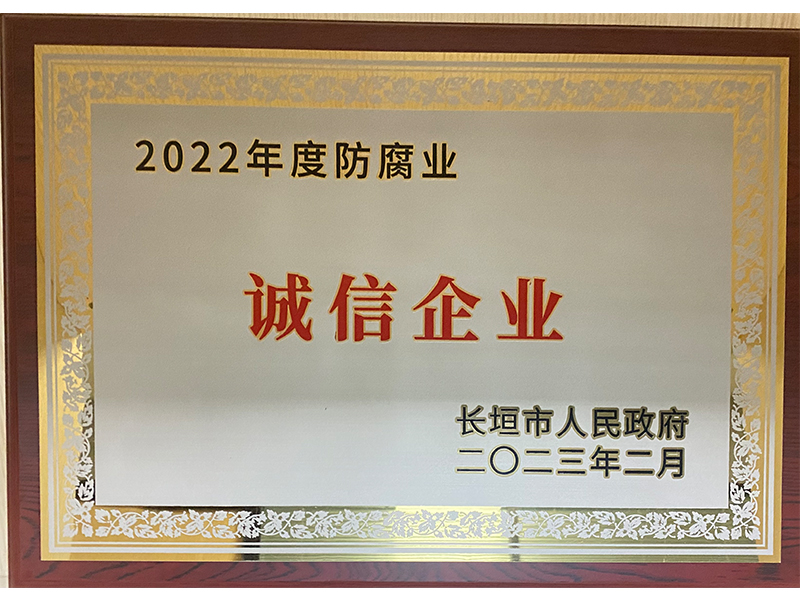 2022年度防腐业
诚信企业
长垣市人民政府
二〇二三年二月